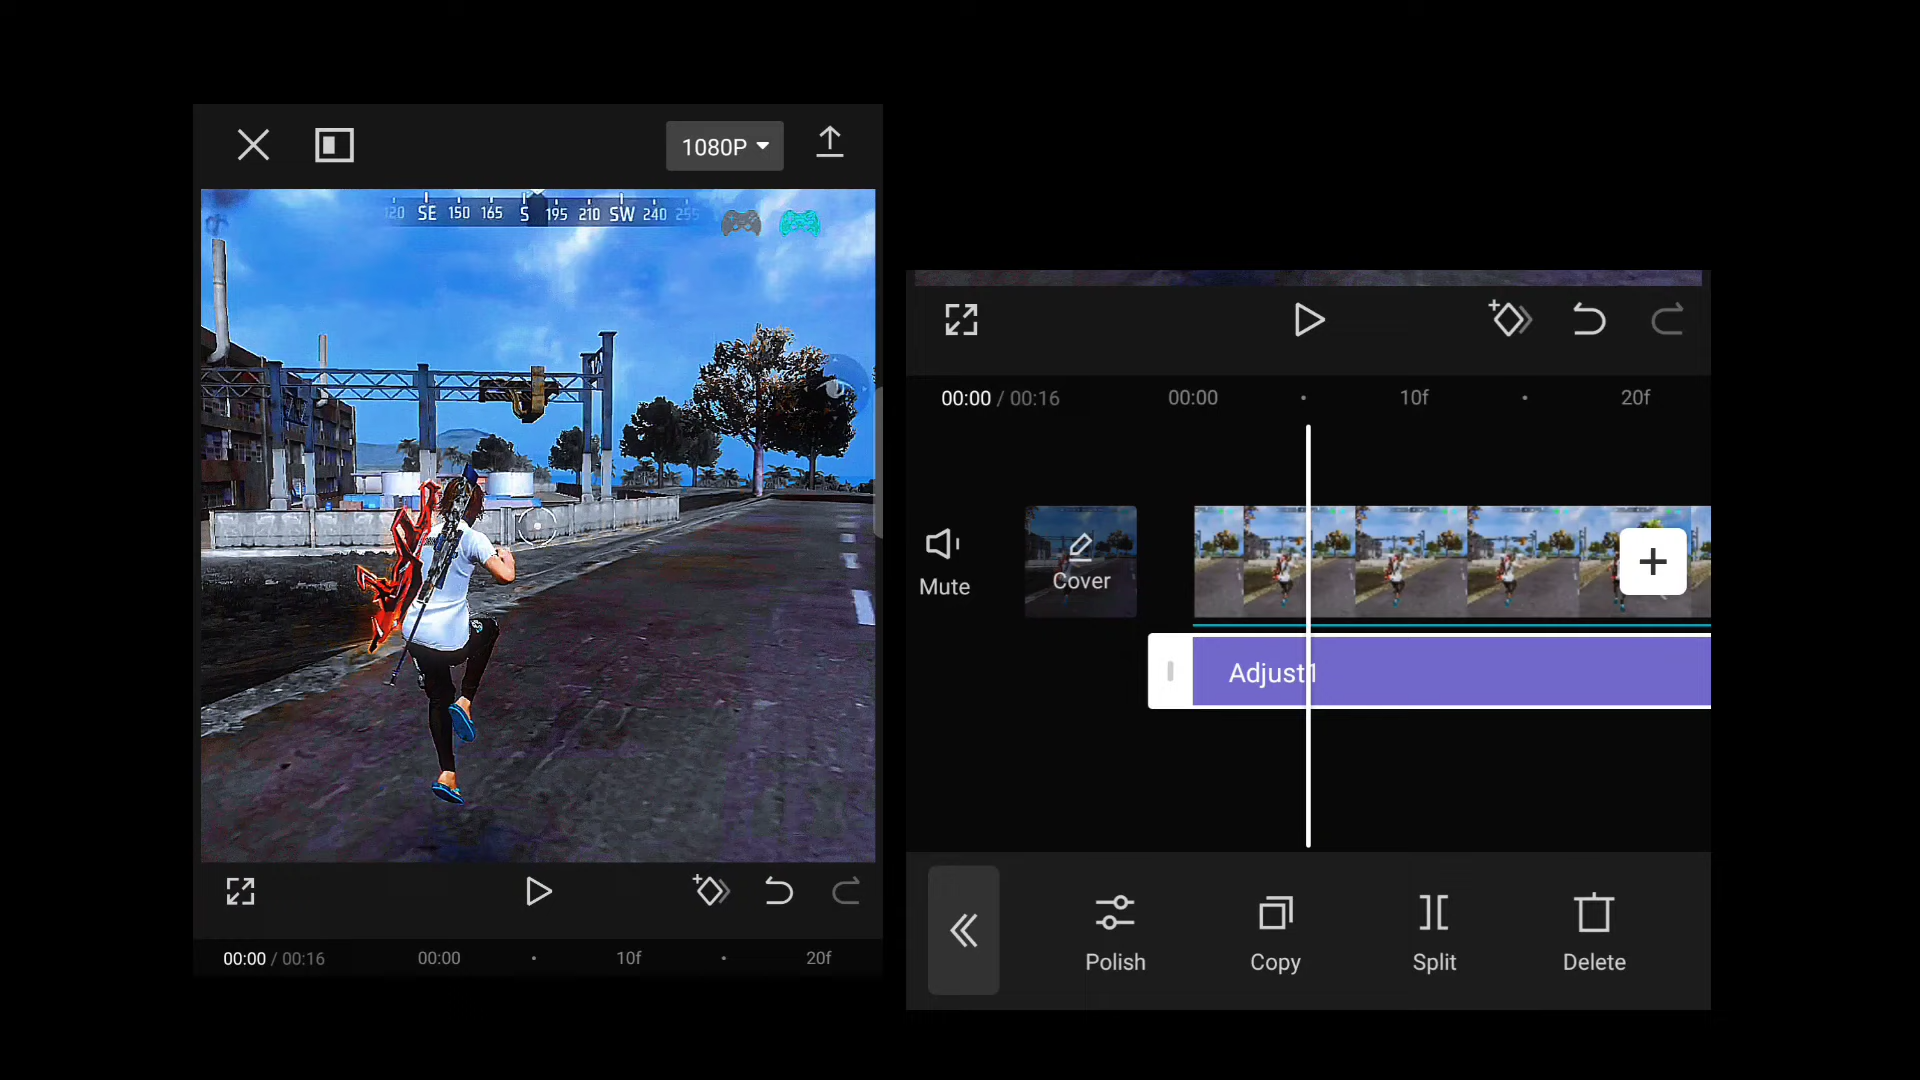 1080P
120 SE 150 165 S 195 210 SW 240 255
00:00 / 00:16 00:00 10f 20f
00:00 / 00:16 00:00 10f 20f
Mute
Cover
Adjust1
Polish Copy Split Delete